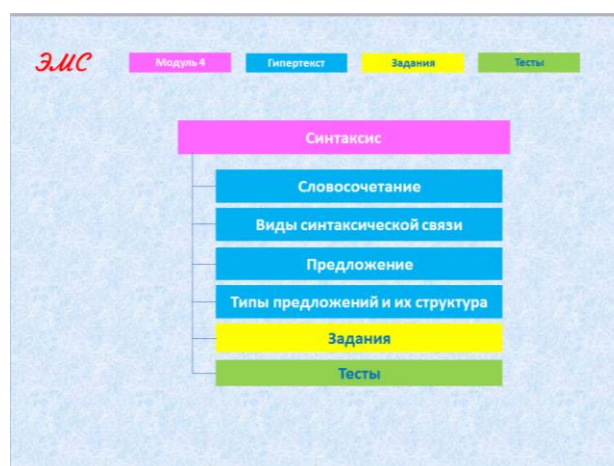 ЭМС
Модуль 4
Гипертекст
Задания
Тесты
Синтаксис
Словосочетание
Виды синтаксической связи
Предложение
Типы предложений и их структура
Задания
Тесты